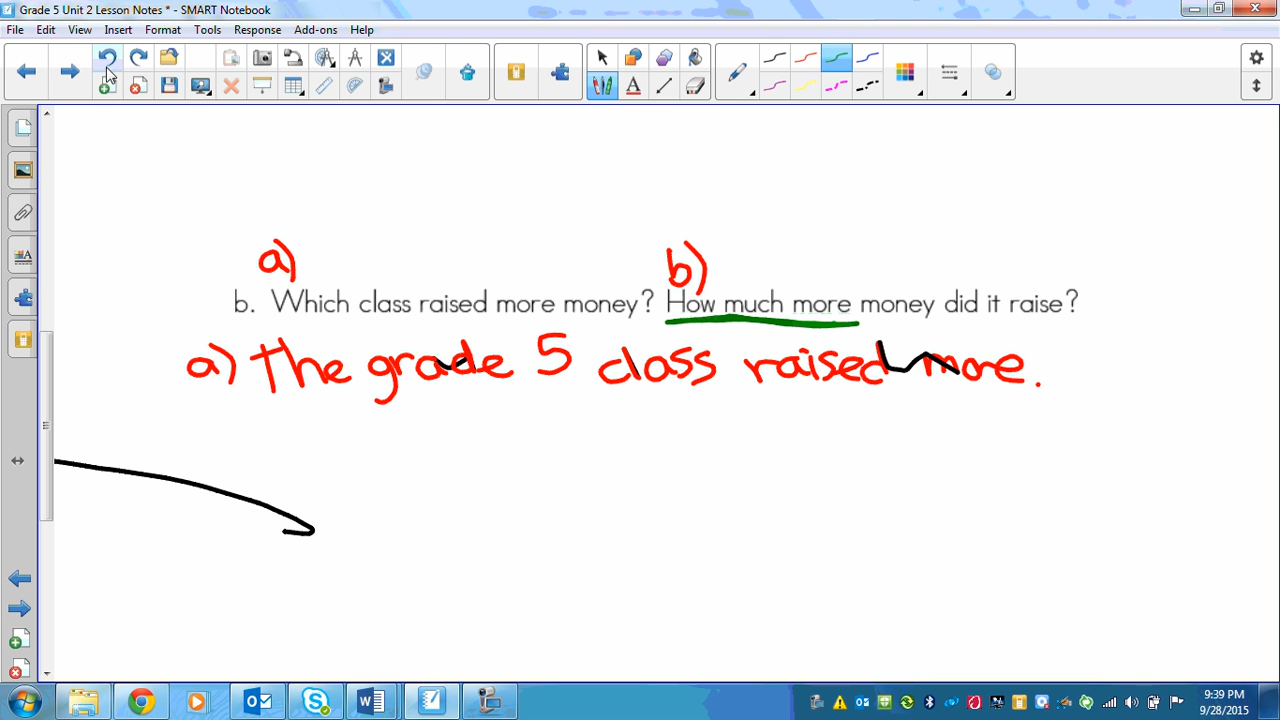 Grade 5 Unit 2 Lesson Notes * - SMART Notebook
File Edit View Insert Format Tools Response Add-ons Help
a) b)
b. Which class raised more money? How much more money did it raise?
a) The grade 5 class raised more.
9:39 PM
9/28/2015